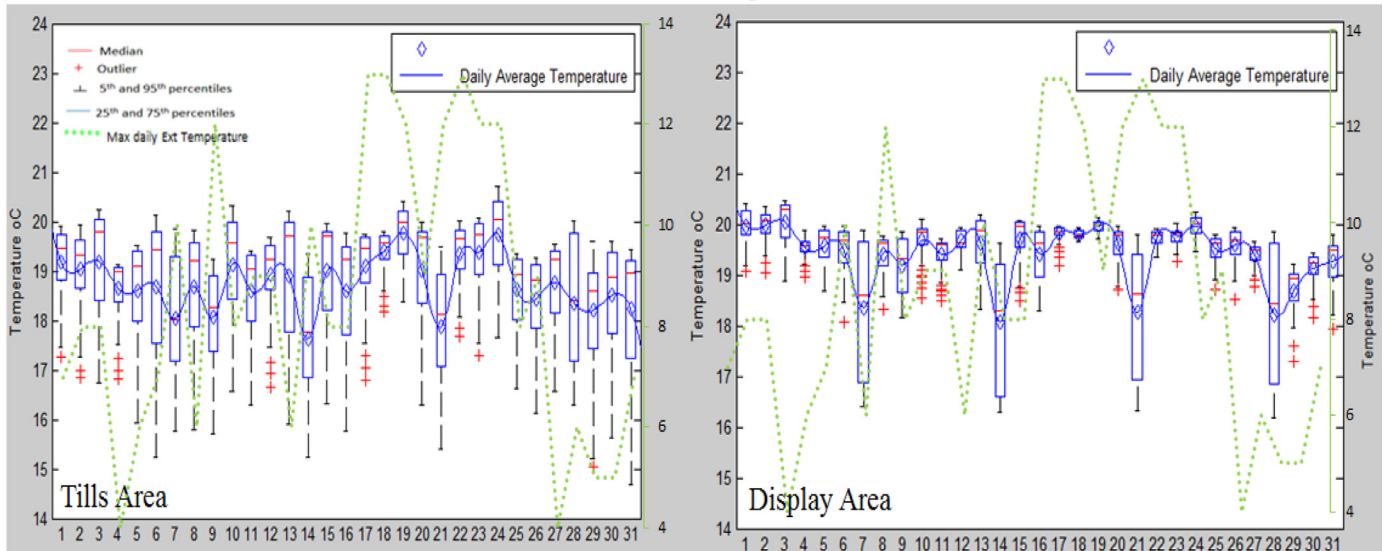 24
23
22
21
20
19
18
17
16
15
14
Temperature oC
Median
Outlier
5th and 95th percentiles
25th and 75th percentiles
Max daily Ext Temperature
Daily Average Temperature
14
12
10
8
6
4
Tills Area
1 2 3 4 5 6 7 8 9 10 11 12 13 14 15 16 17 18 19 20 21 22 23 24 25 26 27 28 29 30 31
24
23
22
21
20
19
18
17
16
15
14
Temperature oC
Daily Average Temperature
14
12
10
8
6
4
Temperature oC
Display Area
1 2 3 4 5 6 7 8 9 10 11 12 13 14 15 16 17 18 19 20 21 22 23 24 25 26 27 28 29 30 31